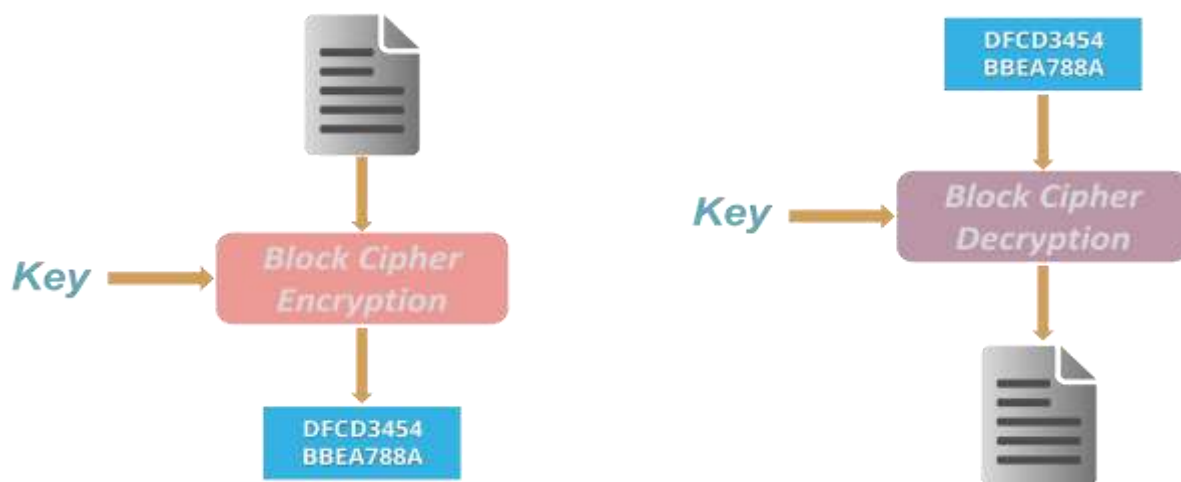 Key
Block Cipher
Encryption
DFCD3454
BBEA788A
DFCD3454
BBEA788A
Key
Block Cipher
Decryption